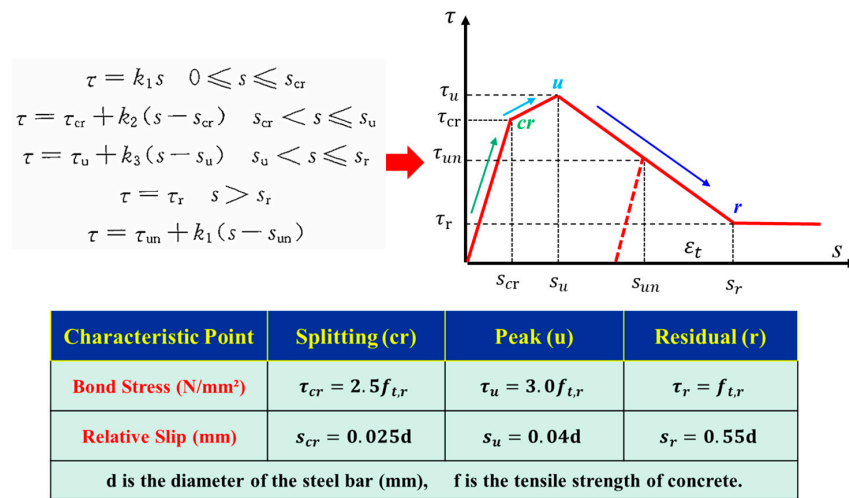 τ = k₁s 0 ⩽ s ⩽ s_cr
τ = τ_cr + k₂(s − s_cr) s_cr < s ⩽ s_u
τ = τ_u + k₃(s − s_u) s_u < s ⩽ s_r
τ = τ_r s > s_r
τ = τ_un + k₁(s − s_un)
τ
u
τ_u
τ_cr
cr
τ_un
r
τ_r
ε_t
s_cr s_u s_un s_r s
Characteristic Point Splitting (cr) Peak (u) Residual (r)
Bond Stress (N/mm²) τ_cr = 2.5f_t,r τ_u = 3.0f_t,r τ_r = f_t,r
Relative Slip (mm) s_cr = 0.025d s_u = 0.04d s_r = 0.55d
d is the diameter of the steel bar (mm), f is the tensile strength of concrete.